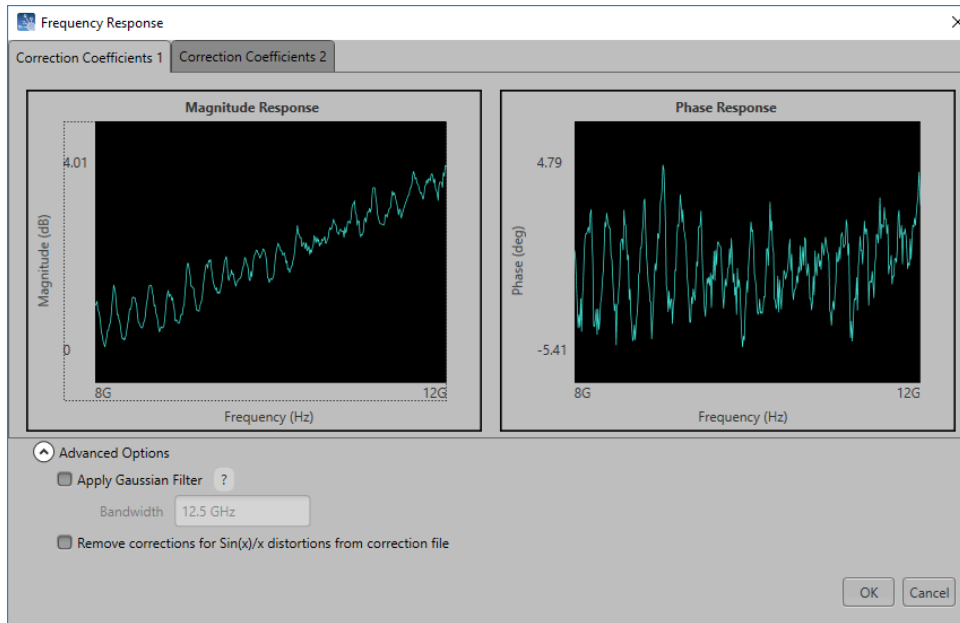 Frequency Response
Correction Coefficients 1
Correction Coefficients 2
Magnitude Response
4.01
Magnitude (dB)
0
8G
12G
Frequency (Hz)
Phase Response
4.79
Phase (deg)
-5.41
8G
12G
Frequency (Hz)
Advanced Options
Apply Gaussian Filter ?
Bandwidth 12.5 GHz
Remove corrections for Sin(x)/x distortions from correction file
OK
Cancel